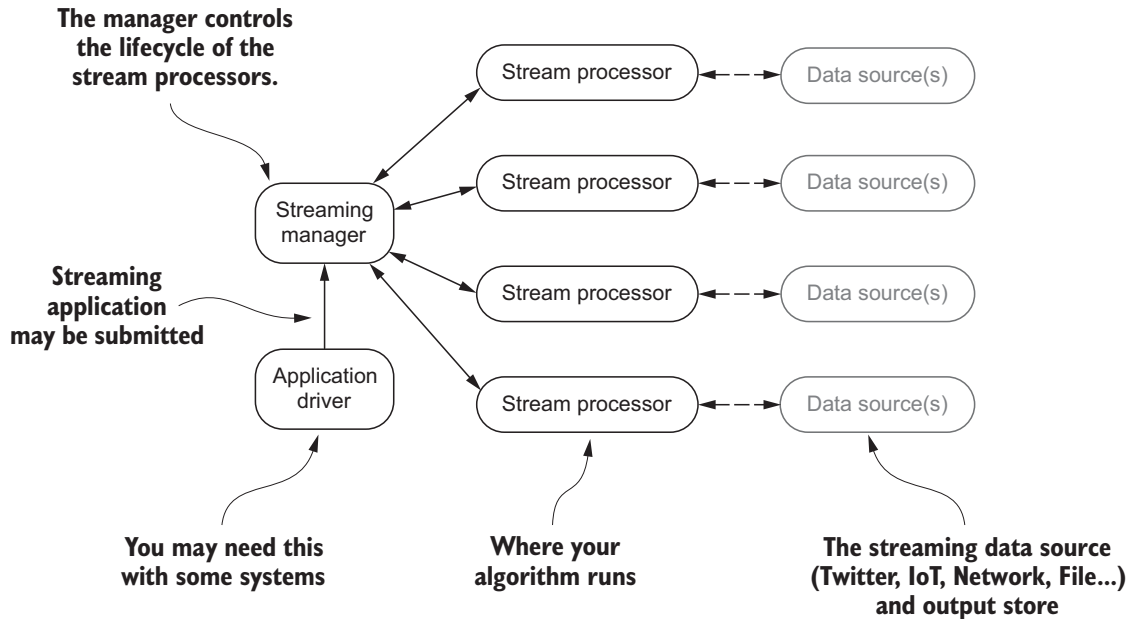 The manager controls
the lifecycle of the
stream processors.
Stream processor
Data source(s)
Stream processor
Data source(s)
Streaming
manager
Streaming
application
may be submitted
Stream processor
Data source(s)
Application
driver
Stream processor
Data source(s)
You may need this
with some systems
Where your
algorithm runs
The streaming data source
(Twitter, IoT, Network, File...)
and output store